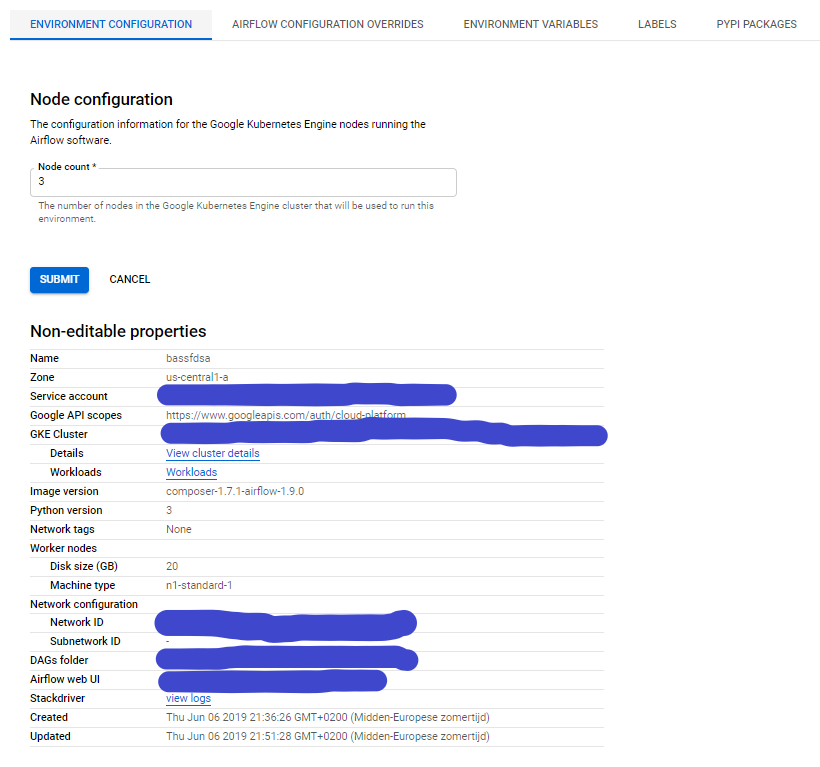 ENVIRONMENT CONFIGURATION AIRFLOW CONFIGURATION OVERRIDES ENVIRONMENT VARIABLES LABELS PYPI PACKAGES
Node configuration
The configuration information for the Google Kubernetes Engine nodes running the
Airflow software.
Node count *
3
The number of nodes in the Google Kubernetes Engine cluster that will be used to run this
environment.
SUBMIT CANCEL
Non-editable properties
Name bassfdsa
Zone us-central1-a
Service account
Google API scopes https://www.googleapis.com/auth/cloud-platform
GKE Cluster
Details View cluster details
Workloads Workloads
Image version composer-1.7.1-airflow-1.9.0
Python version 3
Network tags None
Worker nodes
Disk size (GB) 20
Machine type n1-standard-1
Network configuration
Network ID
Subnetwork ID -
DAGs folder
Airflow web UI
Stackdriver view logs
Created Thu Jun 06 2019 21:36:26 GMT+0200 (Midden-Europese zomertijd)
Updated Thu Jun 06 2019 21:51:28 GMT+0200 (Midden-Europese zomertijd)